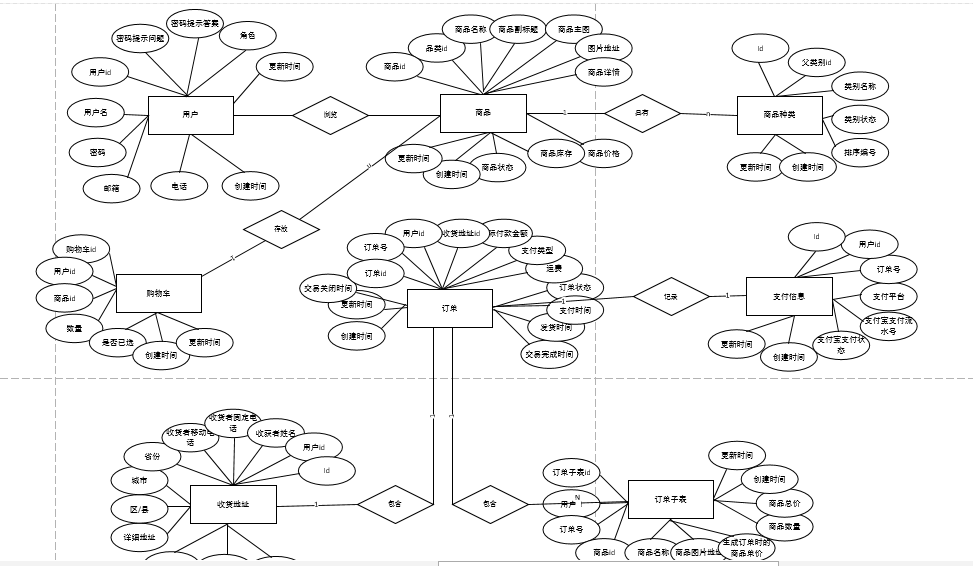 密码提示答案
密码提示问题
角色
用户id
更新时间
用户名
用户
密码
邮箱
电话
创建时间
浏览
商品名称
商品副标题
商品主图
品类id
图片地址
商品id
商品详情
商品
更新时间
创建时间
商品状态
商品库存
商品价格
1
品有
n
id
父类别id
类别名称
商品种类
类别状态
排序编号
更新时间
创建时间
存放
购物车id
用户id
商品id
购物车
数量
是否已选
创建时间
更新时间
用户id
收货地址id
际付款金额
订单号
支付类型
订单id
运费
交易关闭时间
订单状态
更新时间
订单
支付时间
创建时间
发货时间
交易完成时间
1
记录
1
id
用户id
订单号
支付信息
支付平台
支付宝支付流
水号
支付宝支付状
态
更新时间
创建时间
收货者固定电
话
收货者移动电
话
收获者姓名
用户id
id
省份
城市
区/县
收货地址
详细地址
1
包含
包含
N
订单子表id
用户
订单号
商品id
商品名称
商品图片地址
生成订单时的
商品单价
订单子表
更新时间
创建时间
商品总价
商品数量